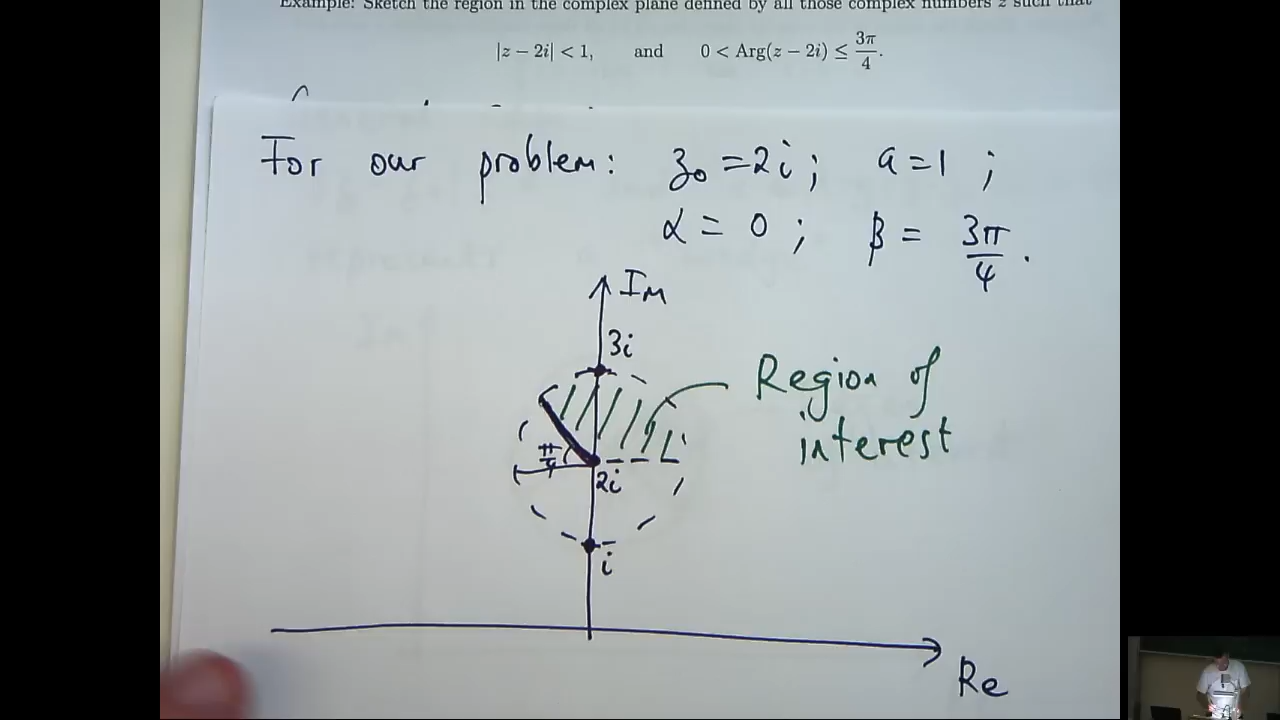 Example: Sketch the region in the complex plane defined by all those complex numbers z such that
|z − 2i| < 1, and 0 < Arg(z − 2i) ≤ 3π/4.
For our problem: z₀ = 2i ; a = 1 ;
α = 0 ; β = 3π/4 .
Im
3i
Region of
interest
π/4
2i
i
Re